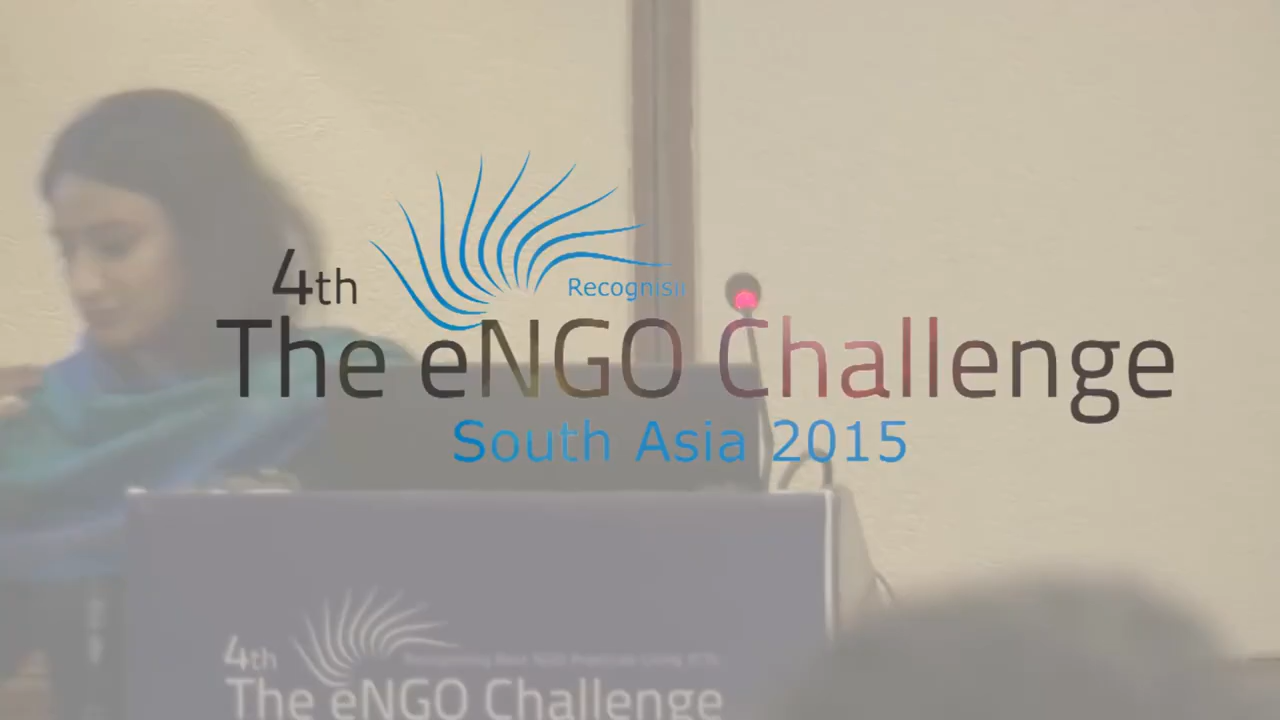 4th
Recognisi
The eNGO Challenge
South Asia 2015
4th
The eNGO Challenge